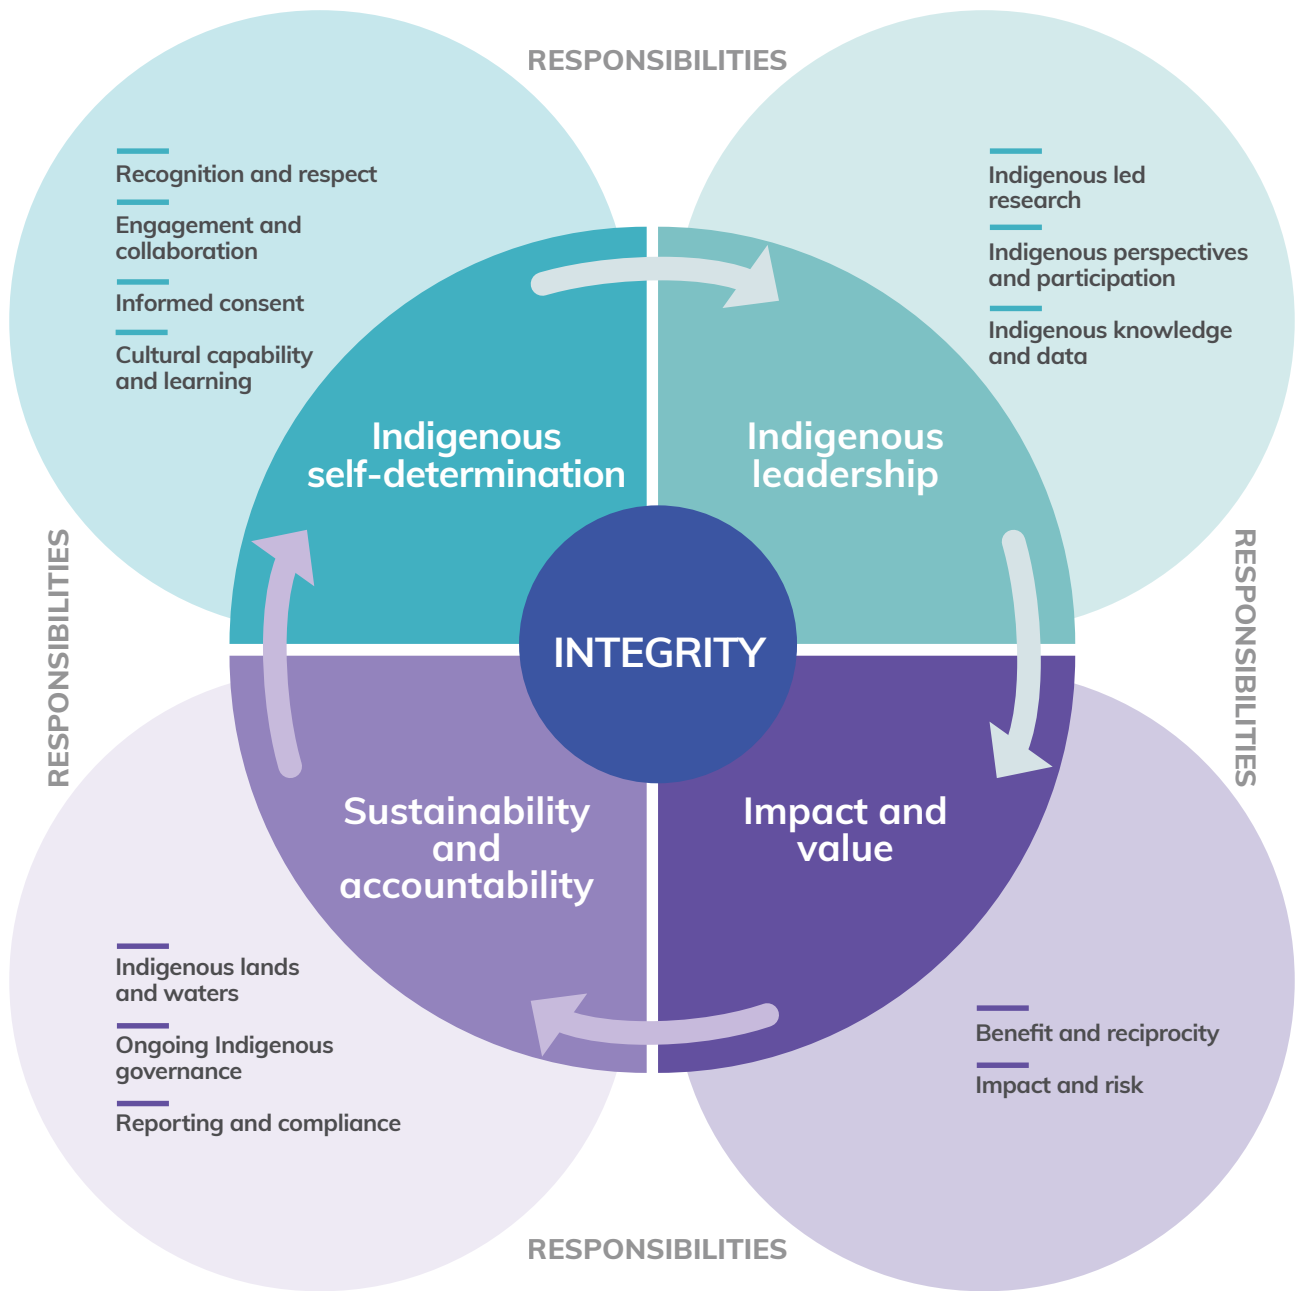 RESPONSIBILITIES
Recognition and respect
Engagement and
collaboration
Informed consent
Cultural capability
and learning
Indigenous led
research
Indigenous perspectives
and participation
Indigenous knowledge
and data
Indigenous
self-determination
Indigenous
leadership
RESPONSIBILITIES
INTEGRITY
RESPONSIBILITIES
Sustainability
and
accountability
Impact and
value
Indigenous lands
and waters
Ongoing Indigenous
governance
Reporting and compliance
Benefit and reciprocity
Impact and risk
RESPONSIBILITIES